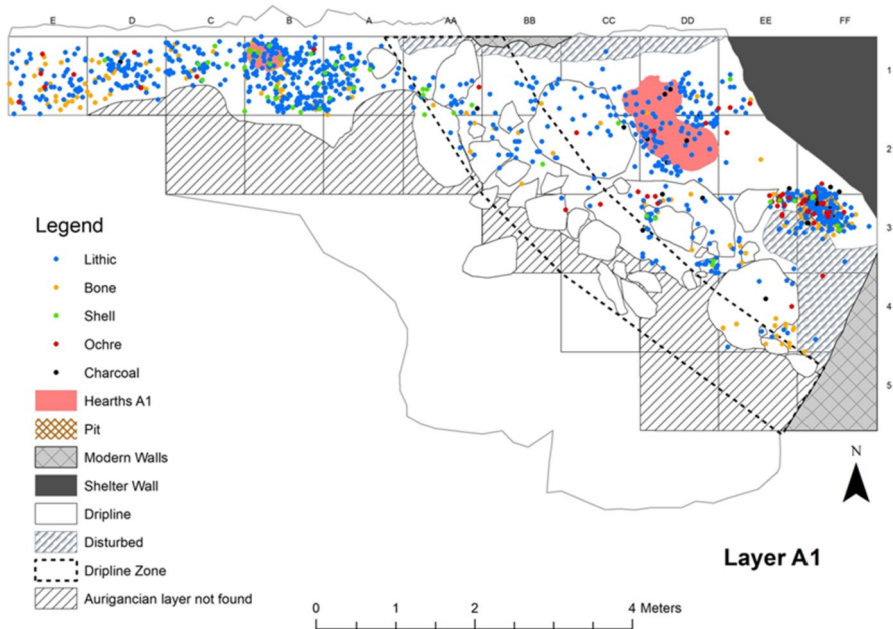 E D C B A AA BB CC DD EE FF
1
2
3
4
5
Legend
Lithic
Bone
Shell
Ochre
Charcoal
Hearths A1
Pit
Modern Walls
Shelter Wall
Dripline
Disturbed
Dripline Zone
Aurigancian layer not found
N
Layer A1
0 1 2 4 Meters